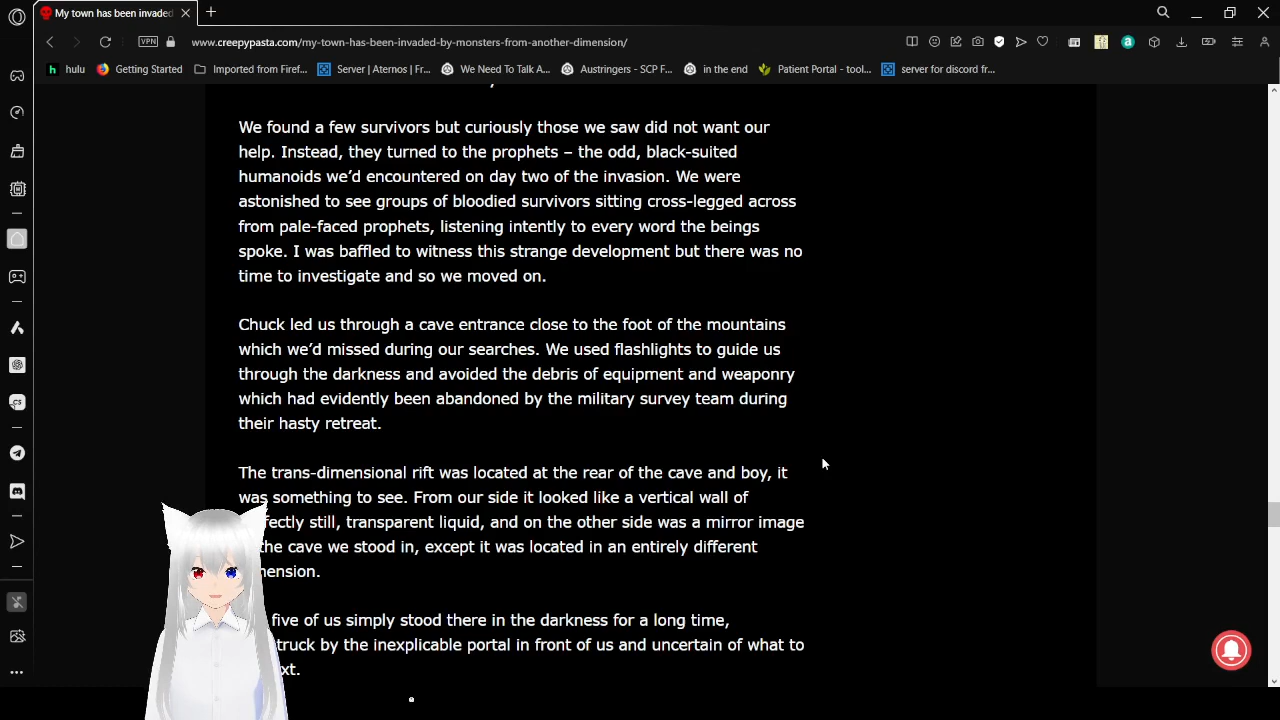 My town has been invaded
VPN
www.creepypasta.com/my-town-has-been-invaded-by-monsters-from-another-dimension/
hulu
Getting Started
Imported from Firef...
Server | Aternos | Fr...
We Need To Talk A...
Austringers - SCP F...
in the end
Patient Portal - tool...
server for discord fr...
We found a few survivors but curiously those we saw did not want our
help. Instead, they turned to the prophets – the odd, black-suited
humanoids we’d encountered on day two of the invasion. We were
astonished to see groups of bloodied survivors sitting cross-legged across
from pale-faced prophets, listening intently to every word the beings
spoke. I was baffled to witness this strange development but there was no
time to investigate and so we moved on.
Chuck led us through a cave entrance close to the foot of the mountains
which we’d missed during our searches. We used flashlights to guide us
through the darkness and avoided the debris of equipment and weaponry
which had evidently been abandoned by the military survey team during
their hasty retreat.
The trans-dimensional rift was located at the rear of the cave and boy, it
was something to see. From our side it looked like a vertical wall of
fectly still, transparent liquid, and on the other side was a mirror image
the cave we stood in, except it was located in an entirely different
ension.
five of us simply stood there in the darkness for a long time,
truck by the inexplicable portal in front of us and uncertain of what to
xt.